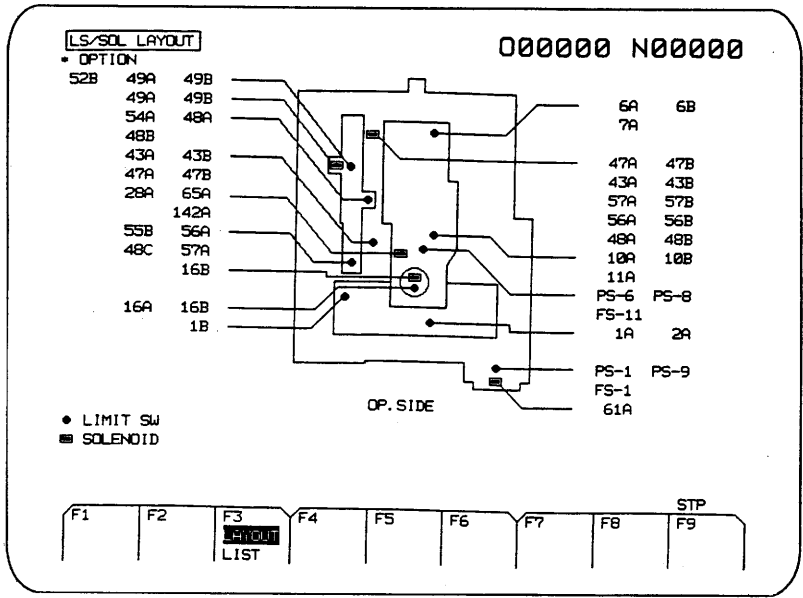 LS/SOL LAYOUT
O00000 N00000
* OPTION
52B 49A 49B
49A 49B
54A 48A
48B
43A 43B
47A 47B
28A 65A
142A
55B 56A
48C 57A
16B
16A 16B
1B
6A 6B
7A
47A 47B
43A 43B
57A 57B
56A 56B
48A 48B
10A 10B
11A
PS-6 PS-8
FS-11
1A 2A
PS-1 PS-9
FS-1
61A
OP.SIDE
LIMIT SW
SOLENOID
STP
F1 F2 F3 F4 F5 F6 F7 F8 F9
LAYOUT
LIST